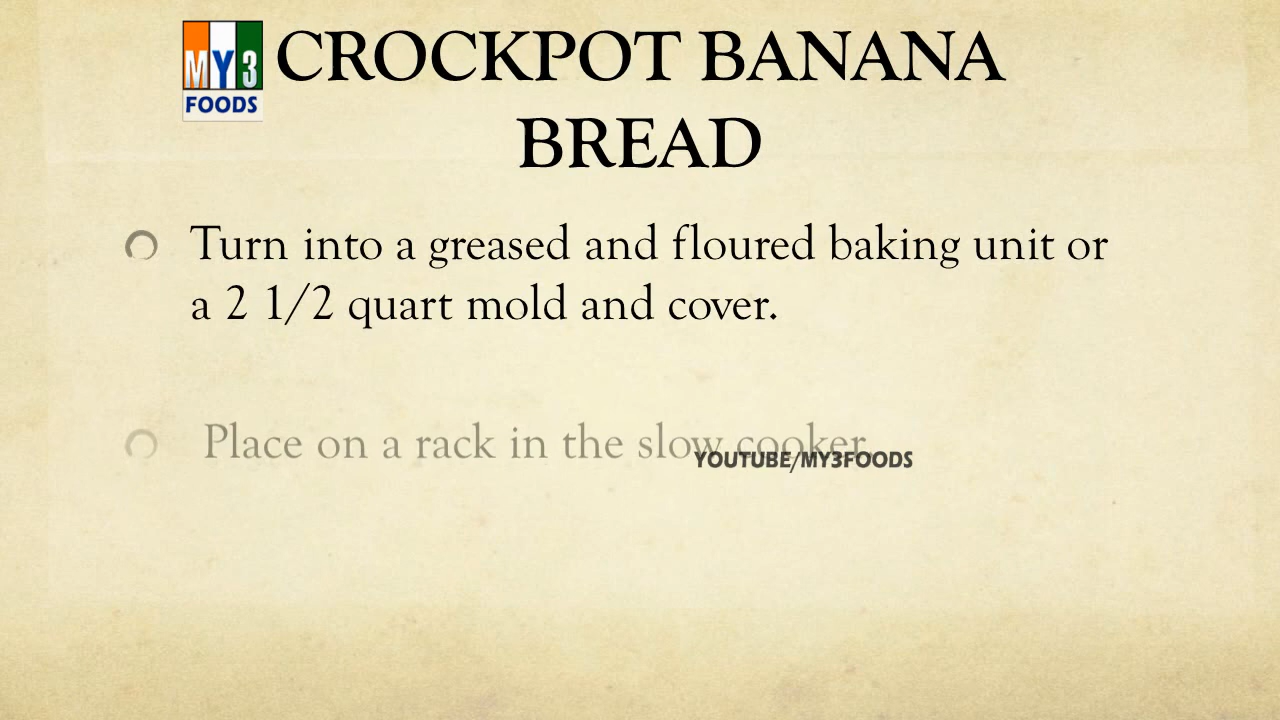 MY3
FOODS
CROCKPOT BANANA
BREAD
Turn into a greased and floured baking unit or
a 2 1/2 quart mold and cover.
Place on a rack in the slow cooker.
YOUTUBE/MY3FOODS